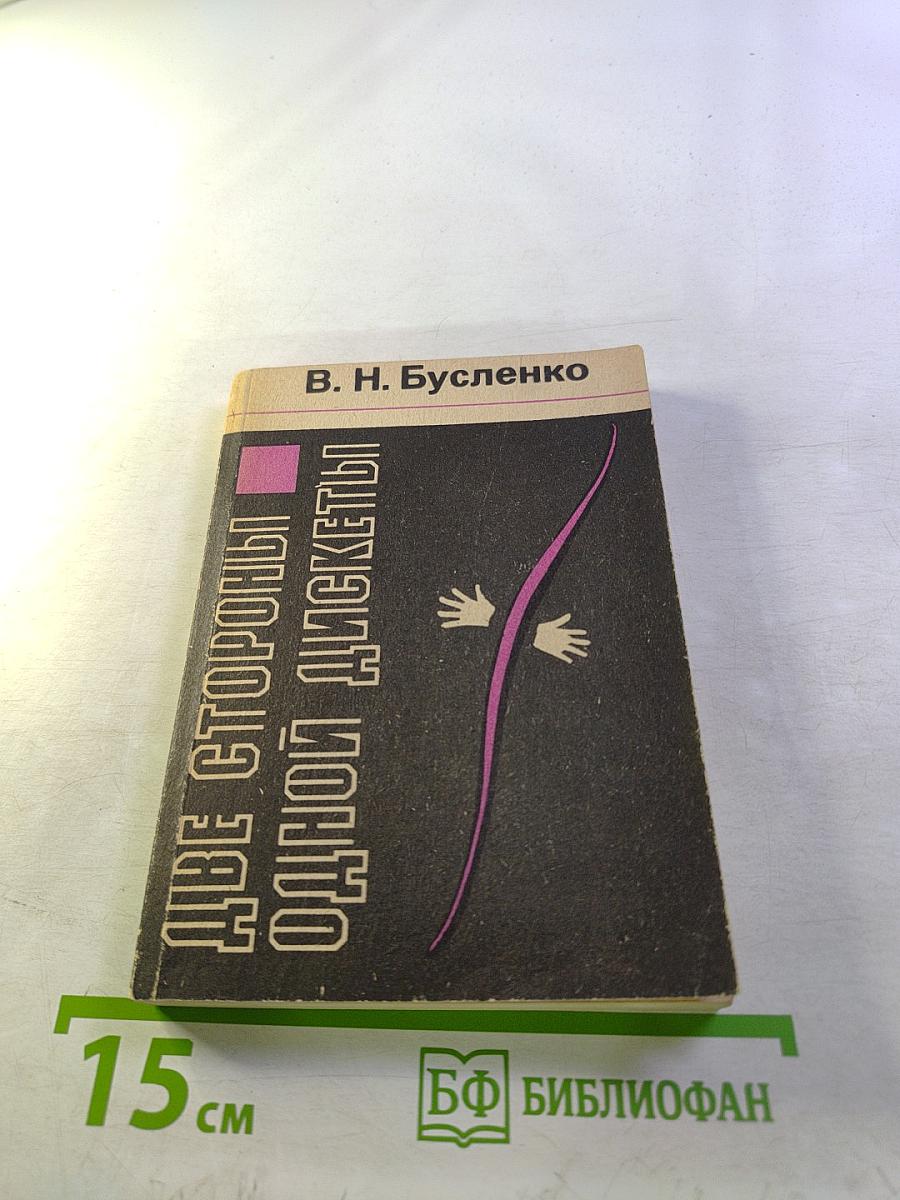 В. Н. Бусленко
ДВЕ СТОРОНЫ
ОДНОЙ ДИСКЕТЫ
15 см
БФ БИБЛИОФАН